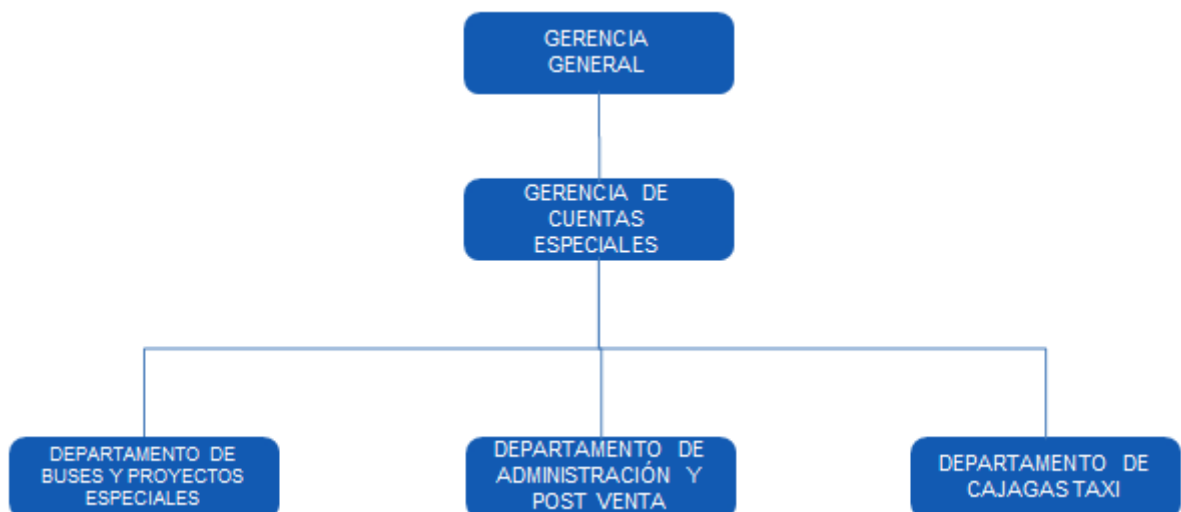 GERENCIA
GENERAL
GERENCIA DE
CUENTAS
ESPECIALES
DEPARTAMENTO DE
BUSES Y PROYECTOS
ESPECIALES
DEPARTAMENTO DE
ADMINISTRACIÓN Y
POST VENTA
DEPARTAMENTO DE
CAJAGAS TAXI